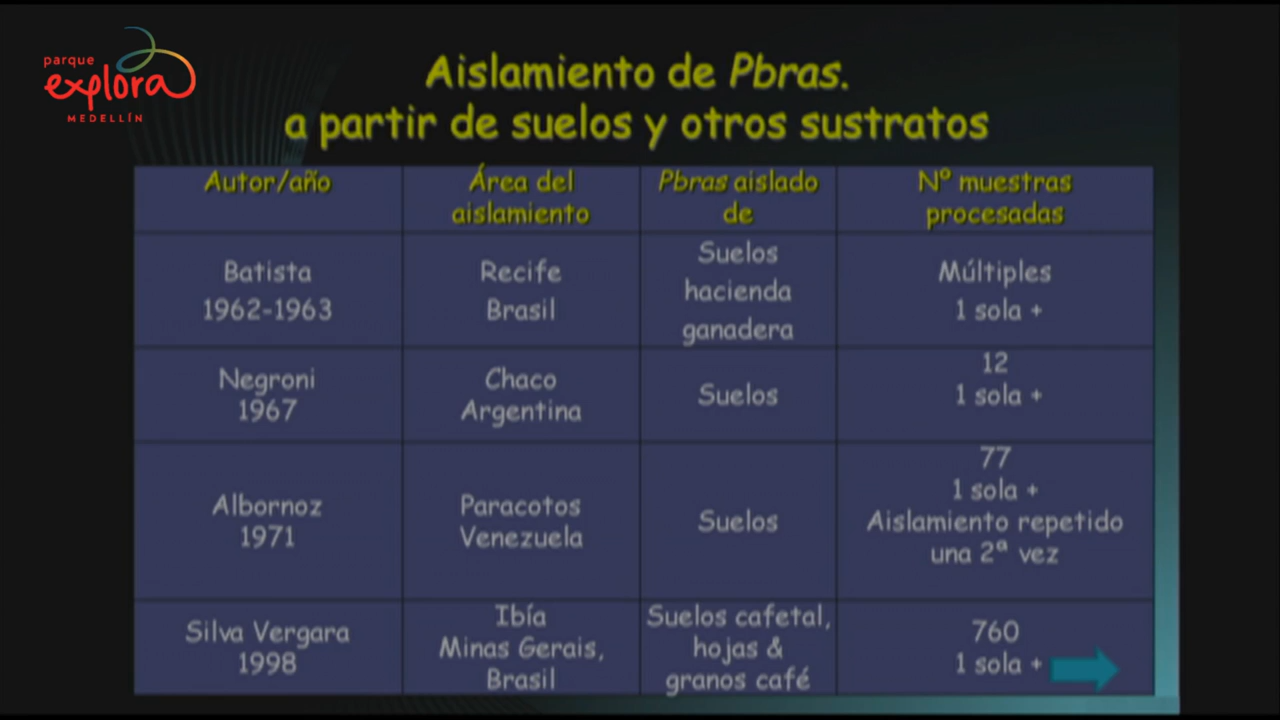 parque
explora
MEDELLÍN
Aislamiento de Pbras.
a partir de suelos y otros sustratos
Autor/año
Área del
aislamiento
Pbras aislado
de
Nº muestras
procesadas
Batista
1962-1963
Recife
Brasil
Suelos
hacienda
ganadera
Múltiples
1 sola +
Negroni
1967
Chaco
Argentina
Suelos
12
1 sola +
Albornoz
1971
Paracotos
Venezuela
Suelos
77
1 sola +
Aislamiento repetido
una 2ª vez
Silva Vergara
1998
Ibía
Minas Gerais,
Brasil
Suelos cafetal,
hojas &
granos café
760
1 sola +